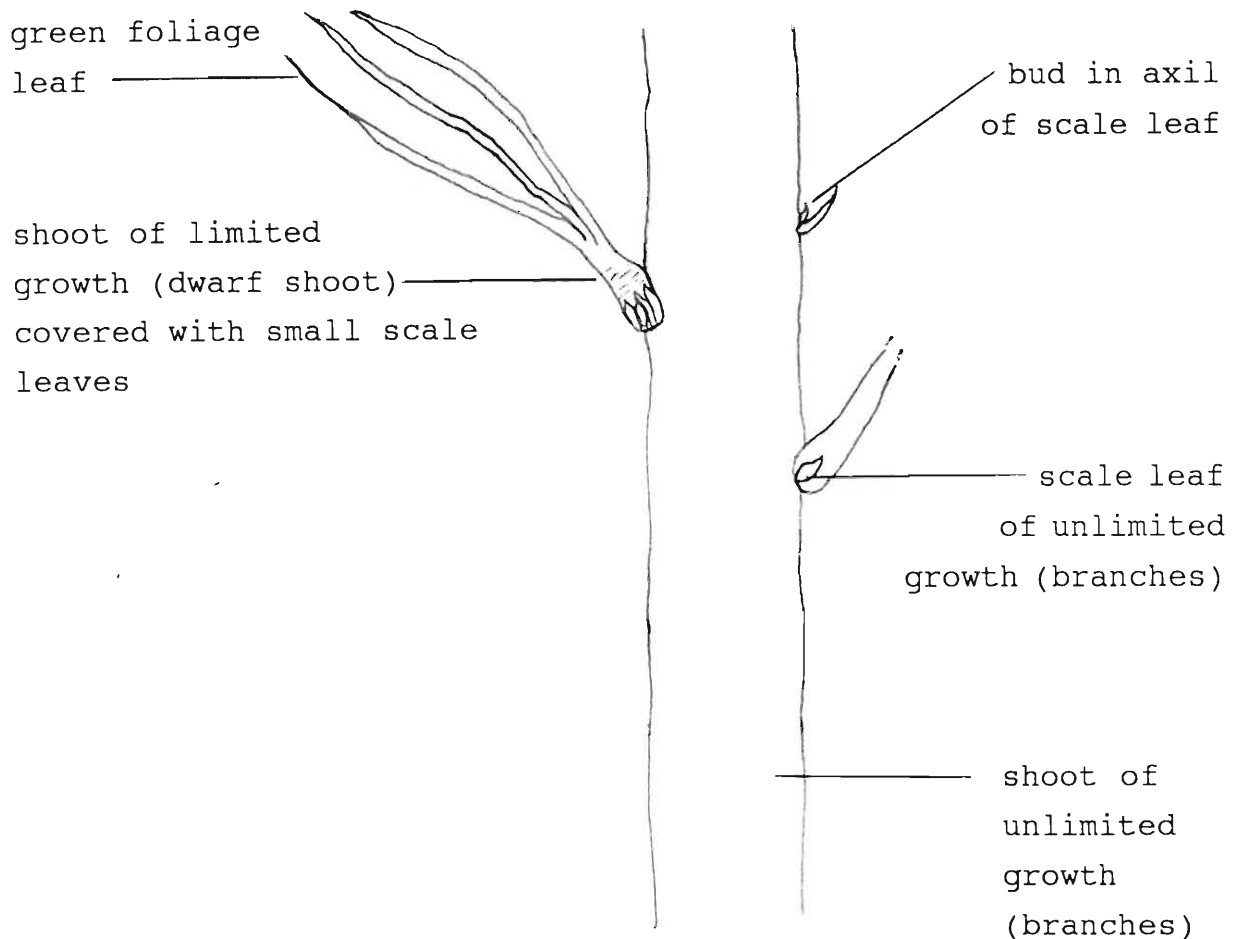 green foliage
leaf
bud in axil
of scale leaf
shoot of limited
growth (dwarf shoot)
covered with small scale
leaves
scale leaf
of unlimited
growth (branches)
shoot of
unlimited
growth
(branches)